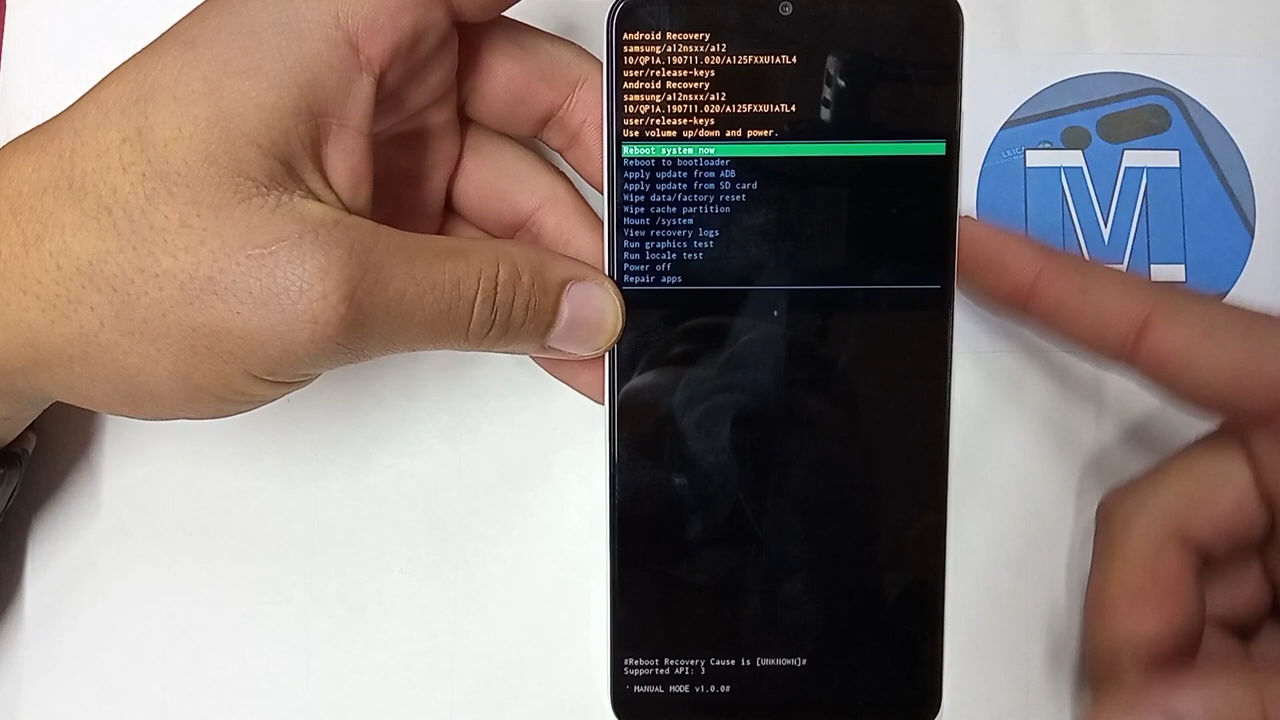 Android Recovery
samsung/a12nsxx/a12
10/QP1A.190711.020/A125FXXU1ATL4
user/release-keys
Android Recovery
samsung/a12nsxx/a12
10/QP1A.190711.020/A125FXXU1ATL4
user/release-keys
Use volume up/down and power.
Reboot system now
Reboot to bootloader
Apply update from ADB
Apply update from SD card
Wipe data/factory reset
Wipe cache partition
Mount /system
View recovery logs
Run graphics test
Run locale test
Power off
Repair apps
#Reboot Recovery Cause is [UNKNOWN]#
Supported API: 3
' MANUAL MODE v1.0.0#
LEICA
M